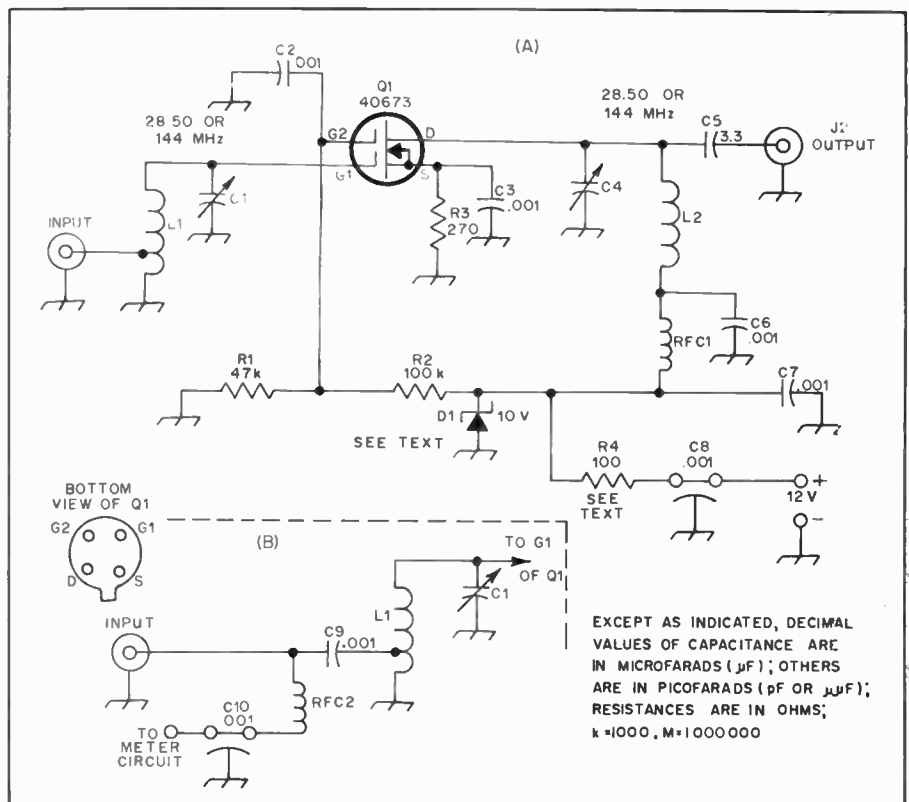 (A)
C2
.001
Q1
40673
28.50 OR
144 MHz
28.50 OR
144 MHz
C5
3.3
J2
OUTPUT
G2
D
G1
S
C1
L1
INPUT
C3
.001
R3
270
C4
L2
C6
.001
RFC1
R1
47k
R2
100k
C7
.001
D1
10 V
SEE TEXT
R4
100
SEE
TEXT
C8
.001
+
12 V
-
BOTTOM
VIEW OF Q1
G2
G1
D
S
(B)
TO G1
OF Q1
C1
L1
INPUT
C9
.001
RFC2
C10
001
TO
METER
CIRCUIT
EXCEPT AS INDICATED, DECIMAL
VALUES OF CAPACITANCE ARE
IN MICROFARADS (µF); OTHERS
ARE IN PICOFARADS (pF OR µµF);
RESISTANCES ARE IN OHMS;
k=1000, M=1000000